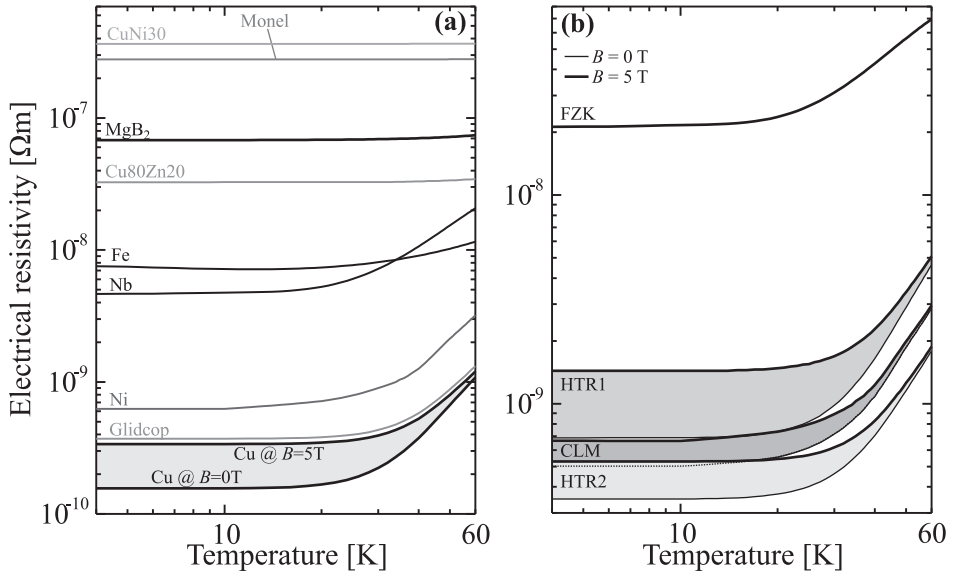 (a)
CuNi30
Monel
10⁻⁷
MgB₂
Cu80Zn20
10⁻⁸
Fe
Nb
10⁻⁹
Ni
Glidcop
Cu @ B=5T
Cu @ B=0T
10⁻¹⁰
10
60
Temperature [K]
Electrical resistivity [Ωm]
(b)
B = 0 T
B = 5 T
FZK
10⁻⁸
HTR1
10⁻⁹
CLM
HTR2
10
60
Temperature [K]